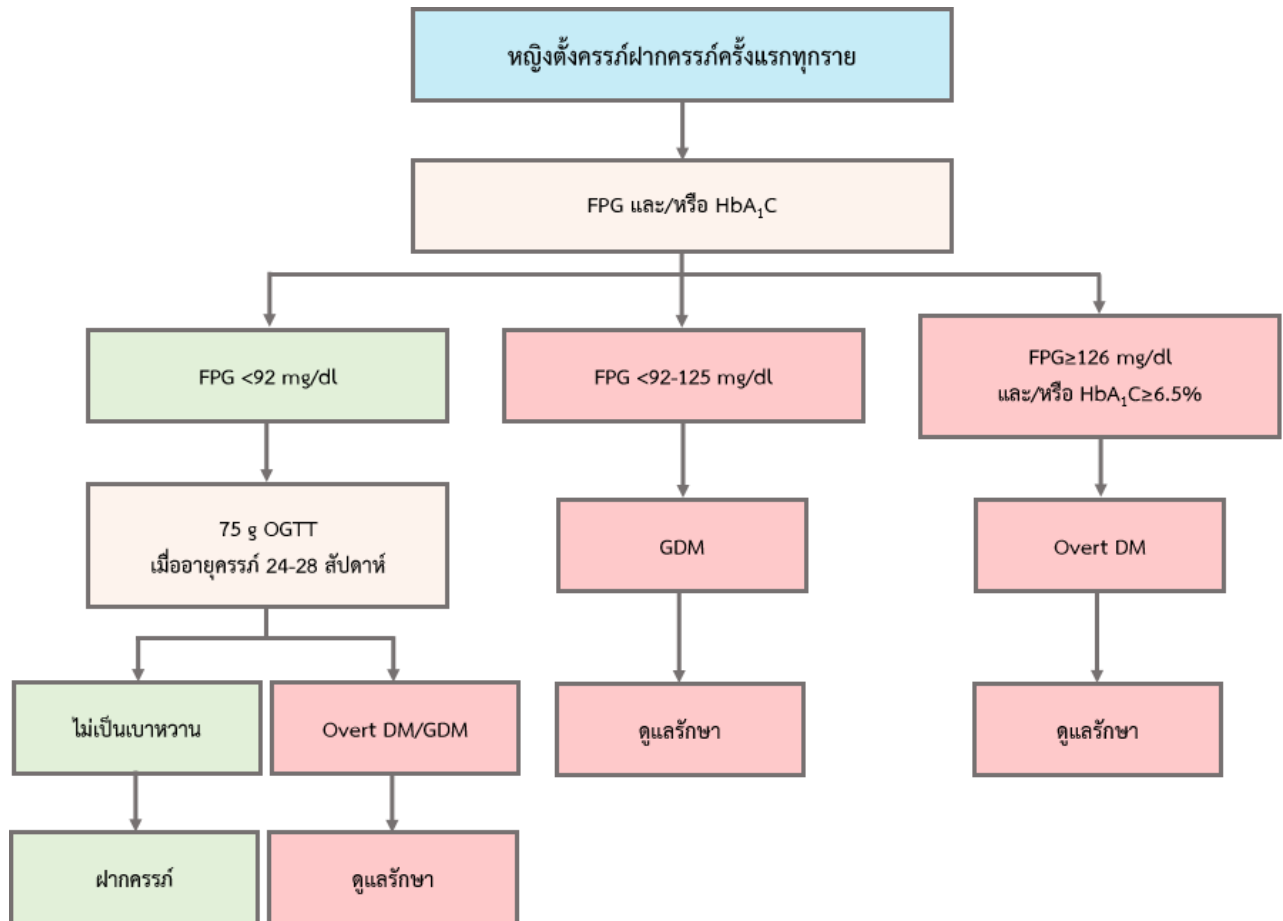 หญิงตั้งครรภ์ฝากครรภ์ครั้งแรกทุกราย
FPG และ/หรือ HbA₁C
FPG <92 mg/dl
FPG <92-125 mg/dl
FPG≥126 mg/dl
และ/หรือ HbA₁C≥6.5%
75 g OGTT
เมื่ออายุครรภ์ 24-28 สัปดาห์
GDM
Overt DM
ไม่เป็นเบาหวาน
Overt DM/GDM
ดูแลรักษา
ดูแลรักษา
ฝากครรภ์
ดูแลรักษา